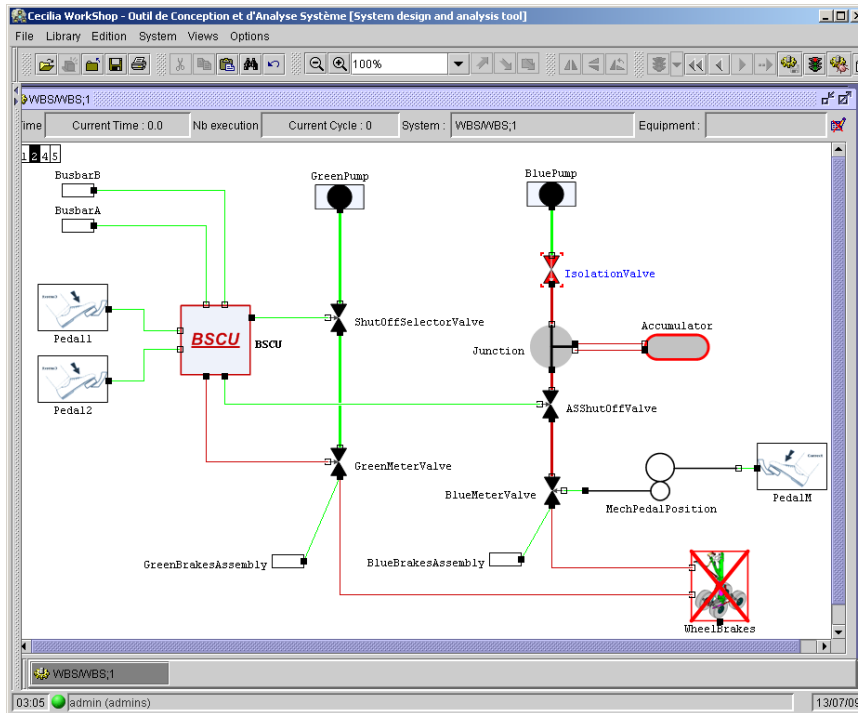 Cecilia WorkShop - Outil de Conception et d'Analyse Système [System design and analysis tool]
File Library Edition System Views Options
100%
WBS/WBS;1
ime Current Time : 0.0 Nb execution Current Cycle : 0 System : WBS/WBS;1 Equipment :
1 2 4 5
BusbarB GreenPump BluePump
BusbarA
IsolationValve
Pedal1 BSCU BSCU ShutOffSelectorValve Junction Accumulator
Pedal2 ASShutOffValve
GreenMeterValve BlueMeterValve MechPedalPosition PedalM
GreenBrakesAssembly BlueBrakesAssembly
WheelBrakes
WBS/WBS;1
03:05 admin (admins) 13/07/09